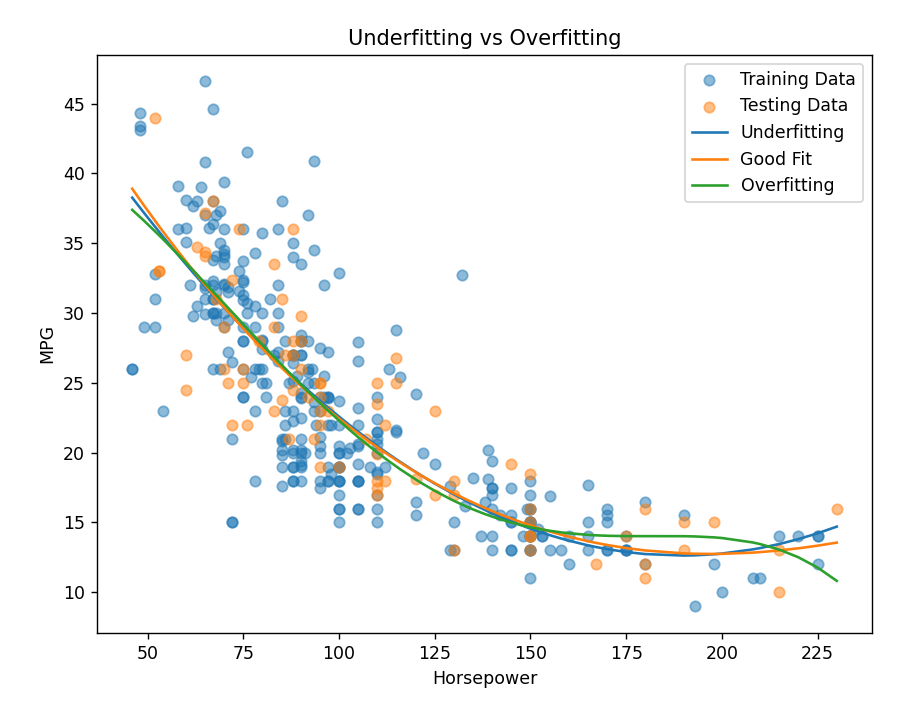 Underfitting vs Overfitting
Training Data
Testing Data
Underfitting
Good Fit
Overfitting
MPG
45
40
35
30
25
20
15
10
50 75 100 125 150 175 200 225
Horsepower